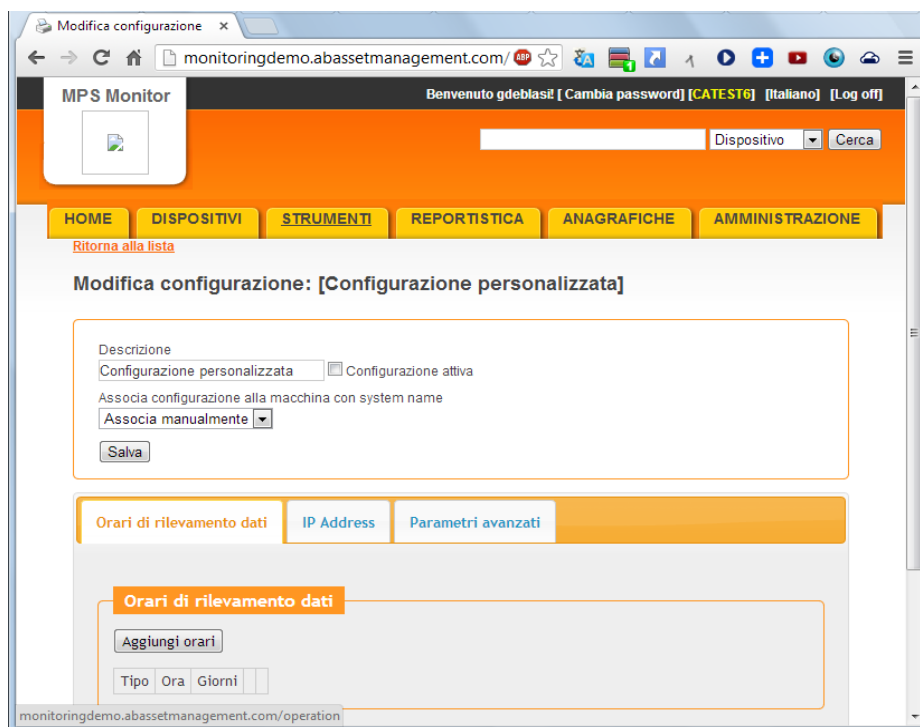 Modifica configurazione x
monitoringdemo.abassetmanagement.com/ ABP
MPS Monitor
Benvenuto gdeblasi! [ Cambia password] [CATEST6] [Italiano] [Log off]
Dispositivo Cerca
HOME DISPOSITIVI STRUMENTI REPORTISTICA ANAGRAFICHE AMMINISTRAZIONE
Ritorna alla lista
Modifica configurazione: [Configurazione personalizzata]
Descrizione
Configurazione personalizzata Configurazione attiva
Associa configurazione alla macchina con system name
Associa manualmente
Salva
Orari di rilevamento dati IP Address Parametri avanzati
Orari di rilevamento dati
Aggiungi orari
Tipo Ora Giorni
monitoringdemo.abassetmanagement.com/operation